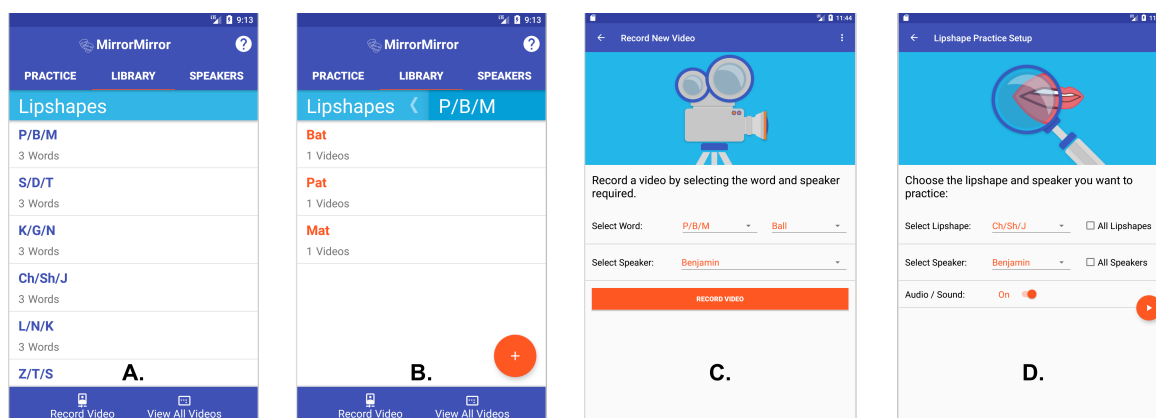 9:13
MirrorMirror
?
PRACTICE LIBRARY SPEAKERS
Lipshapes
P/B/M
3 Words
S/D/T
3 Words
K/G/N
3 Words
Ch/Sh/J
3 Words
L/N/K
3 Words
Z/T/S
A.
Record Video View All Videos
9:13
MirrorMirror
?
PRACTICE LIBRARY SPEAKERS
Lipshapes P/B/M
Bat
1 Videos
Pat
1 Videos
Mat
1 Videos
+
B.
Record Video View All Videos
11:44
Record New Video
Record a video by selecting the word and speaker
required.
Select Word: P/B/M Ball
Select Speaker: Benjamin
RECORD VIDEO
C.
Lipshape Practice Setup
Choose the lipshape and speaker you want to
practice:
Select Lipshape: Ch/Sh/J All Lipshapes
Select Speaker: Benjamin All Speakers
Audio / Sound: On
D.